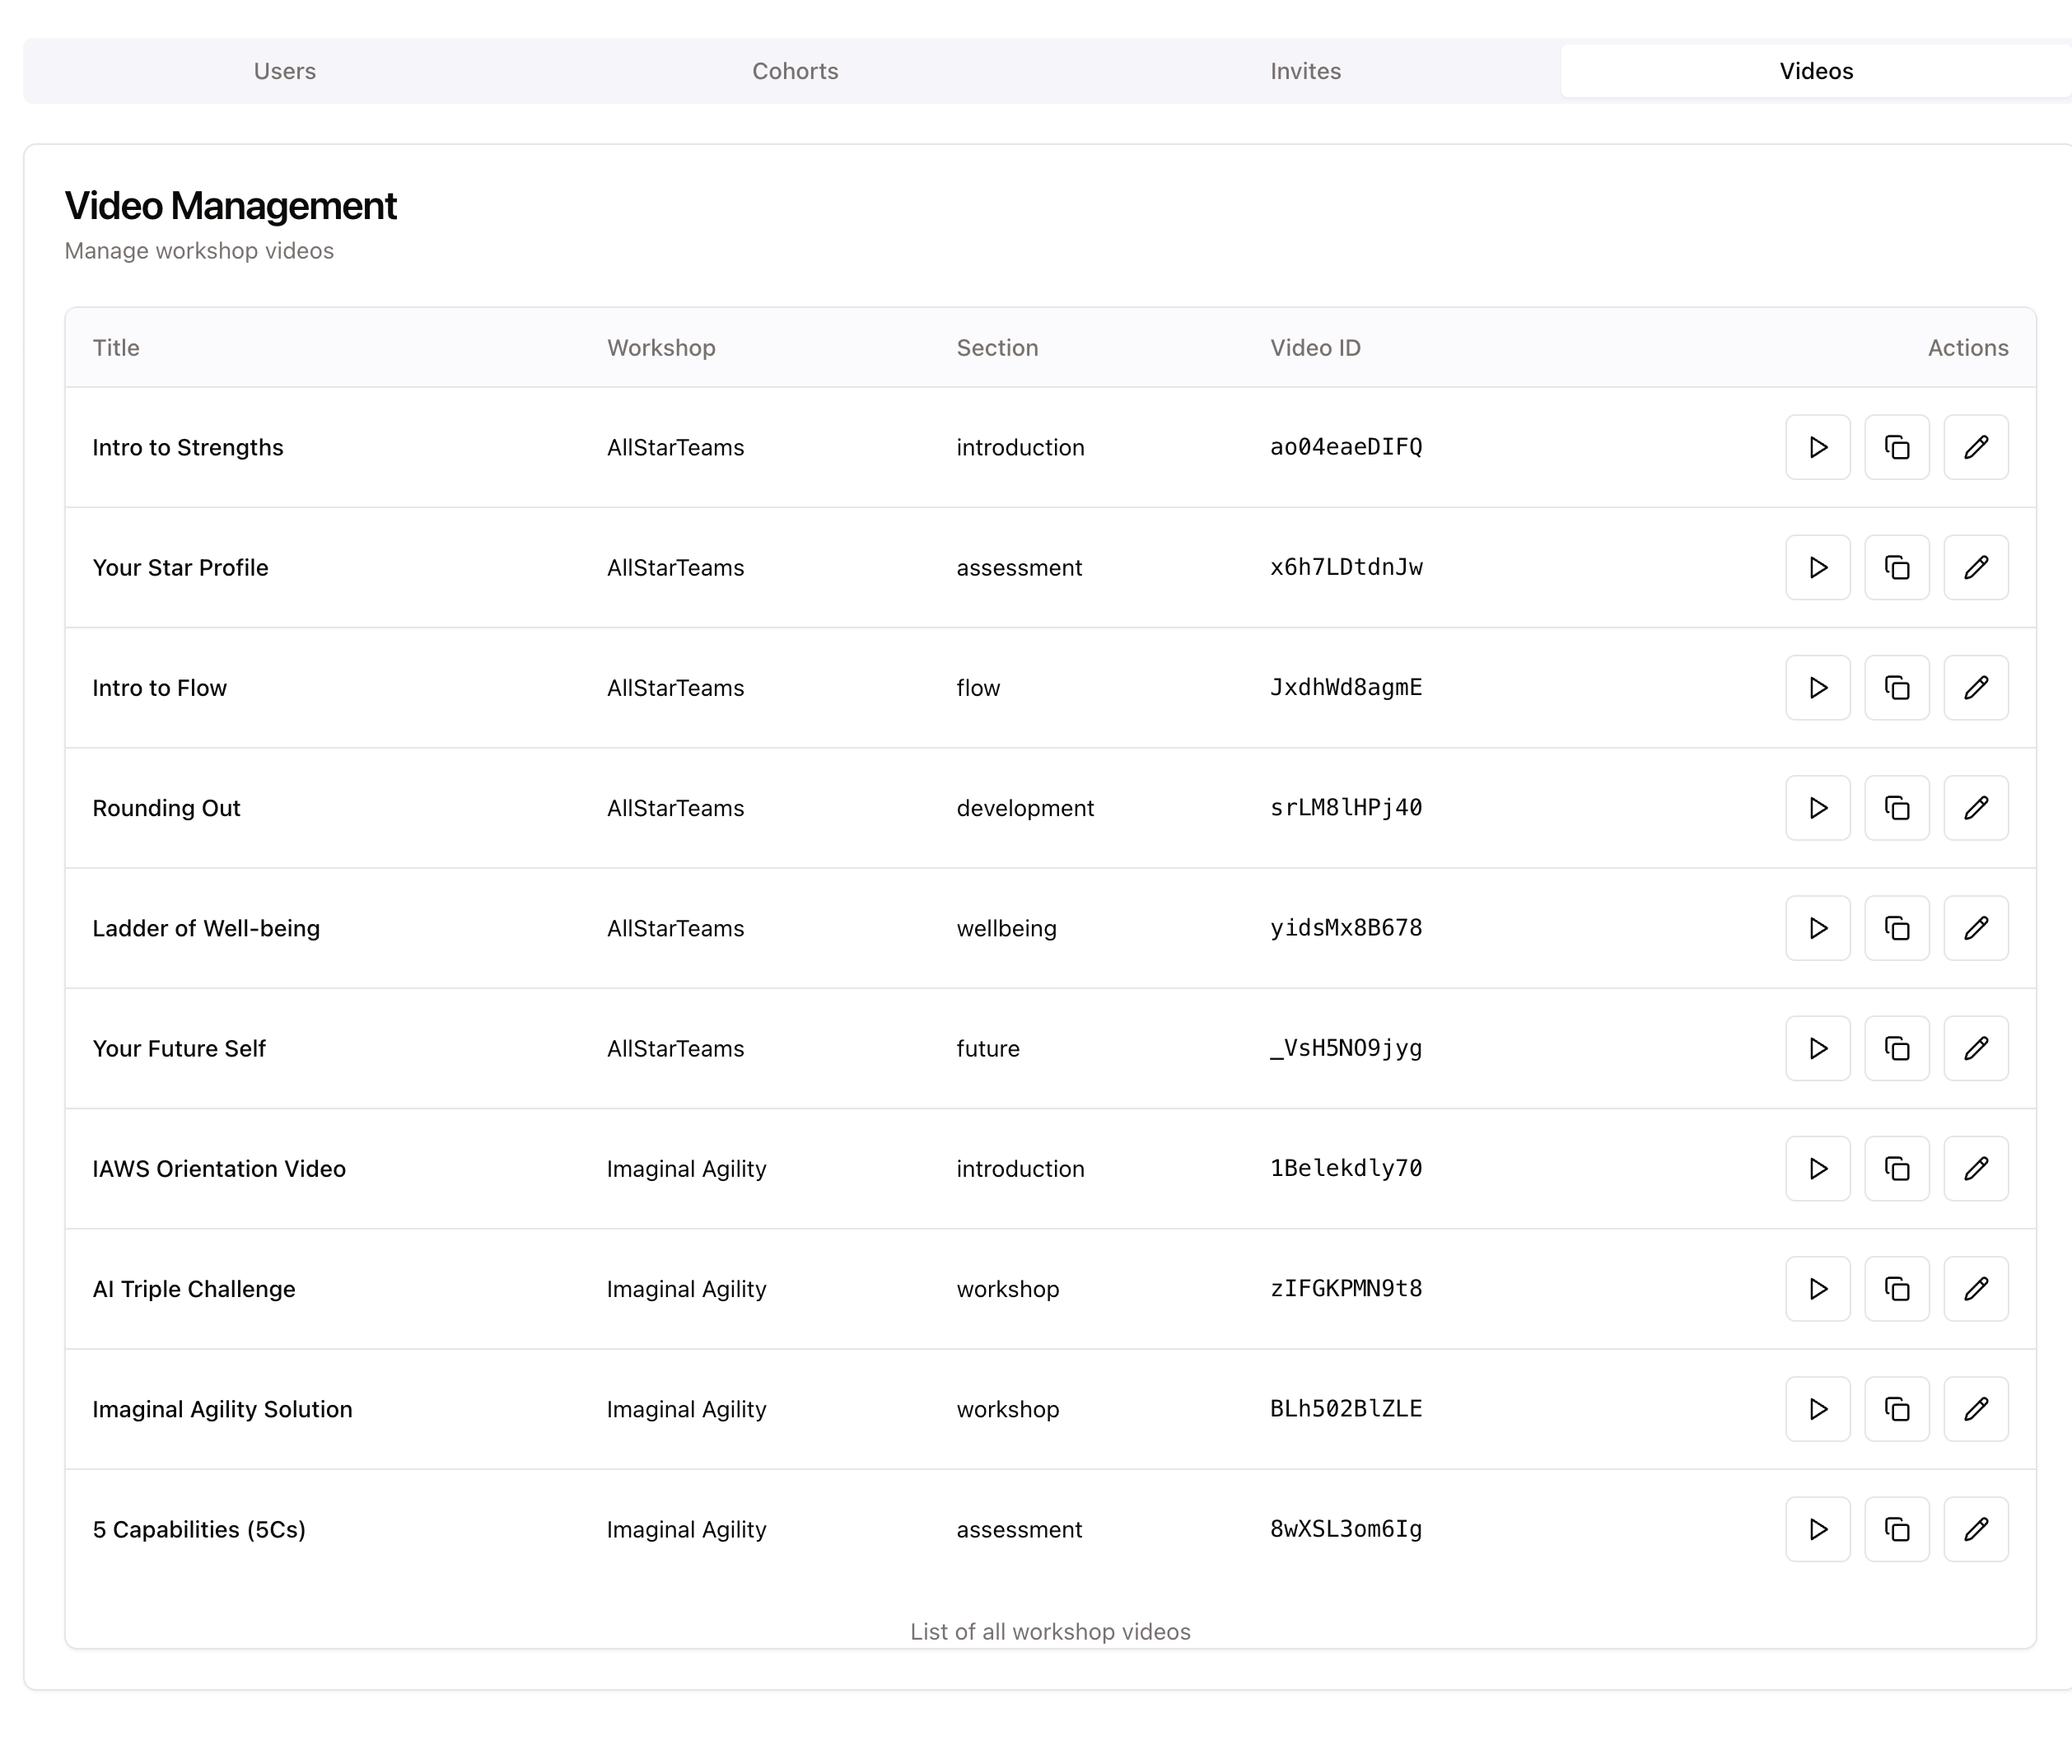 Users Cohorts Invites Videos
Video Management
Manage workshop videos
Title Workshop Section Video ID Actions
Intro to Strengths AllStarTeams introduction ao04eaeDIFQ
Your Star Profile AllStarTeams assessment x6h7LDtdnJw
Intro to Flow AllStarTeams flow JxdhWd8agmE
Rounding Out AllStarTeams development srLM8lHPj40
Ladder of Well-being AllStarTeams wellbeing yidsMx8B678
Your Future Self AllStarTeams future _VsH5NO9jyg
IAWS Orientation Video Imaginal Agility introduction 1Belekdly70
AI Triple Challenge Imaginal Agility workshop zIFGKPMN9t8
Imaginal Agility Solution Imaginal Agility workshop BLh502BlZLE
5 Capabilities (5Cs) Imaginal Agility assessment 8wXSL3om6Ig
List of all workshop videos